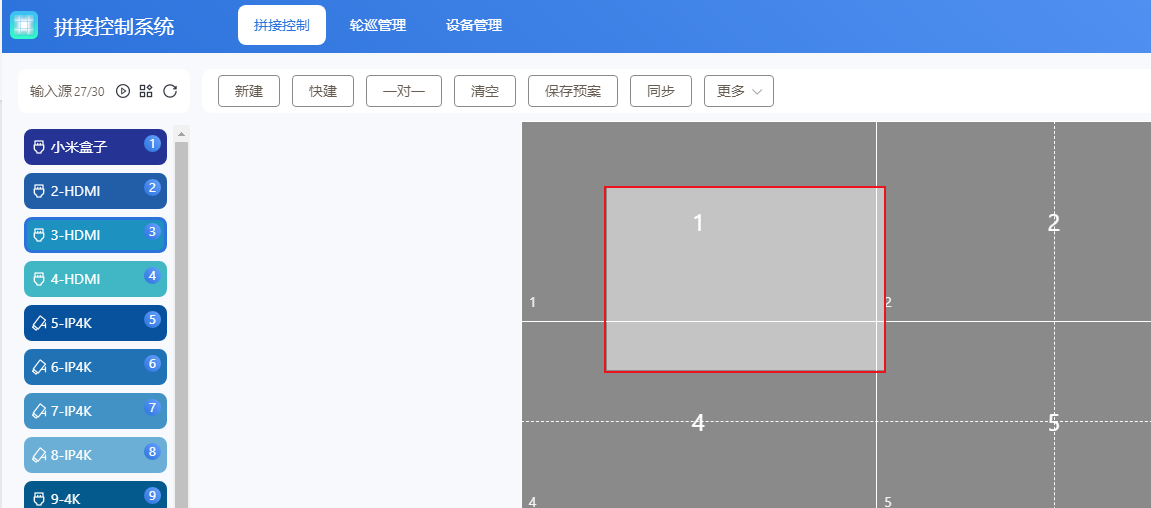 拼接控制系统 拼接控制 轮巡管理 设备管理
输入源 27/30 新建 快建 一对一 清空 保存预案 同步 更多
小米盒子 1
2-HDMI 2
3-HDMI 3
4-HDMI 4
5-IP4K 5
6-IP4K 6
7-IP4K 7
8-IP4K 8
9-4K 9
1 2
1 2
4 5
4 5